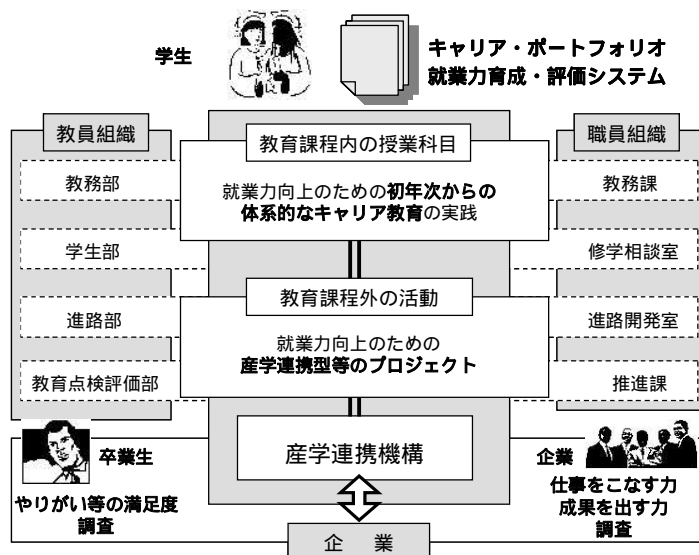 学生
キャリア・ポートフォリオ
就業力育成・評価システム
教員組織
職員組織
教育課程内の授業科目
教務部
教務課
就業力向上のための初年次からの
体系的なキャリア教育の実践
学生部
修学相談室
教育課程外の活動
進路部
進路開発室
就業力向上のための
産学連携型等のプロジェクト
教育点検評価部
推進課
産学連携機構
卒業生
やりがい等の満足度
調査
企業
仕事をこなす力
成果を出す力
調査
企　業